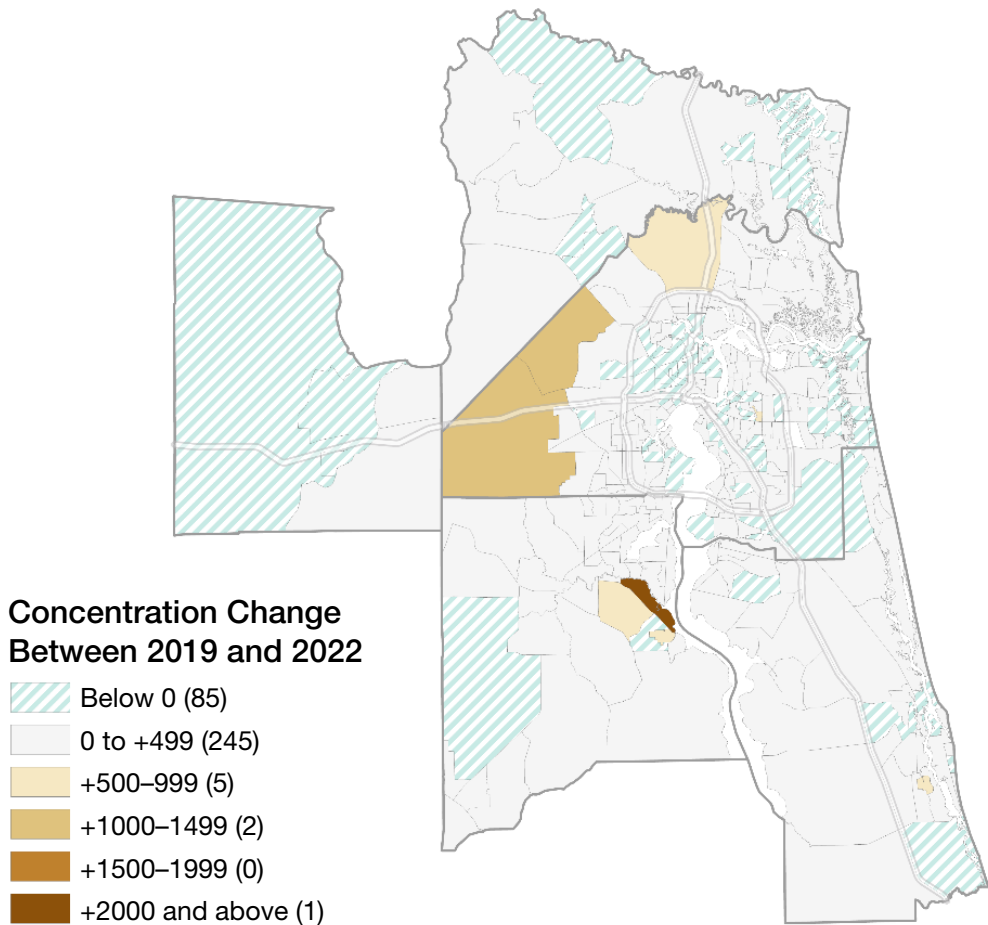 Concentration Change
Between 2019 and 2022
Below 0 (85)
0 to +499 (245)
+500–999 (5)
+1000–1499 (2)
+1500–1999 (0)
+2000 and above (1)